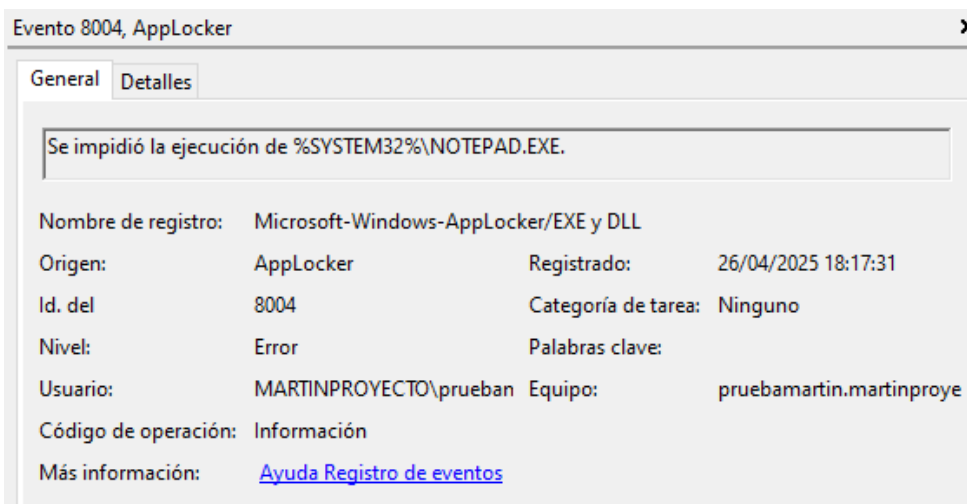 Evento 8004, AppLocker
General Detalles
Se impidió la ejecución de %SYSTEM32%\NOTEPAD.EXE.
Nombre de registro: Microsoft-Windows-AppLocker/EXE y DLL
Origen: AppLocker Registrado: 26/04/2025 18:17:31
Id. del 8004 Categoría de tarea: Ninguno
Nivel: Error Palabras clave:
Usuario: MARTINPROYECTO\prueban Equipo: pruebamartin.martinproye
Código de operación: Información
Más información: Ayuda Registro de eventos